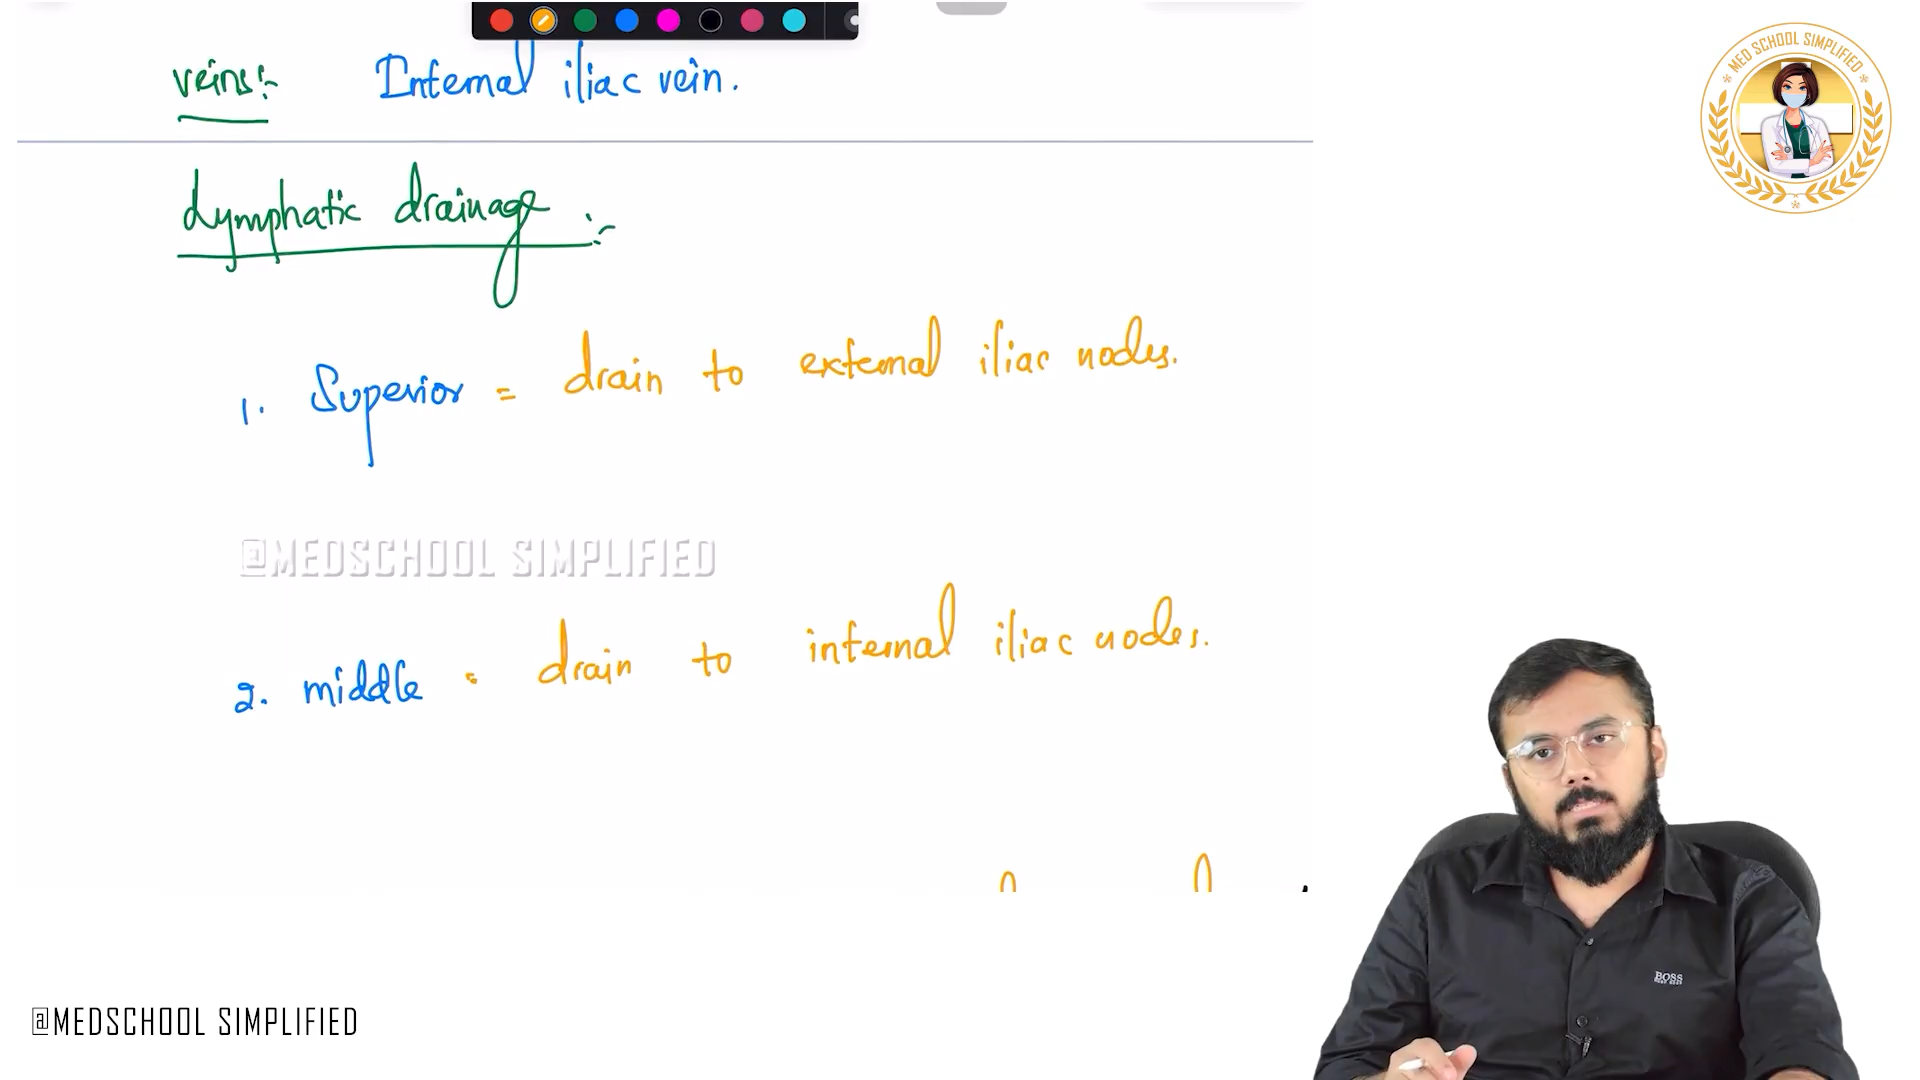 MED SCHOOL SIMPLIFIED
veins:- Internal iliac vein.
Lymphatic drainage :-
1. Superior = drain to external iliac nodes.
@MEDSCHOOL SIMPLIFIED
2. middle = drain to internal iliac nodes.
BOSS
@MEDSCHOOL SIMPLIFIED